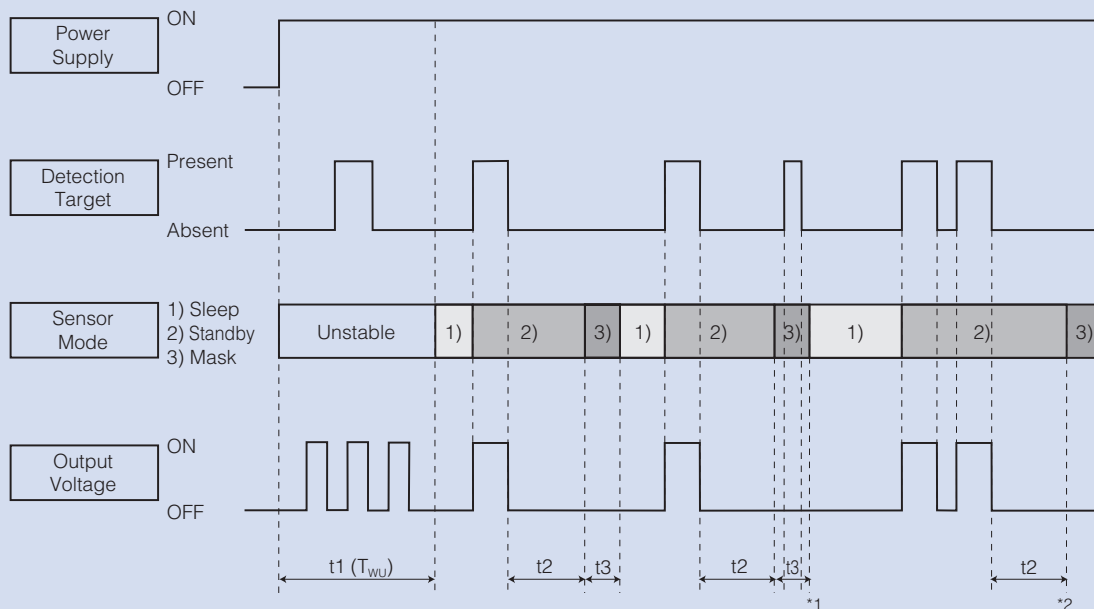 Power
Supply
ON
OFF
Detection
Target
Present
Absent
Sensor
Mode
1) Sleep
2) Standby
3) Mask
Unstable
1)
2)
3)
1)
2)
3)
1)
2)
3)
Output
Voltage
ON
OFF
t1 (TWU)
t2
t3
t2
t3
t2
*1
*2